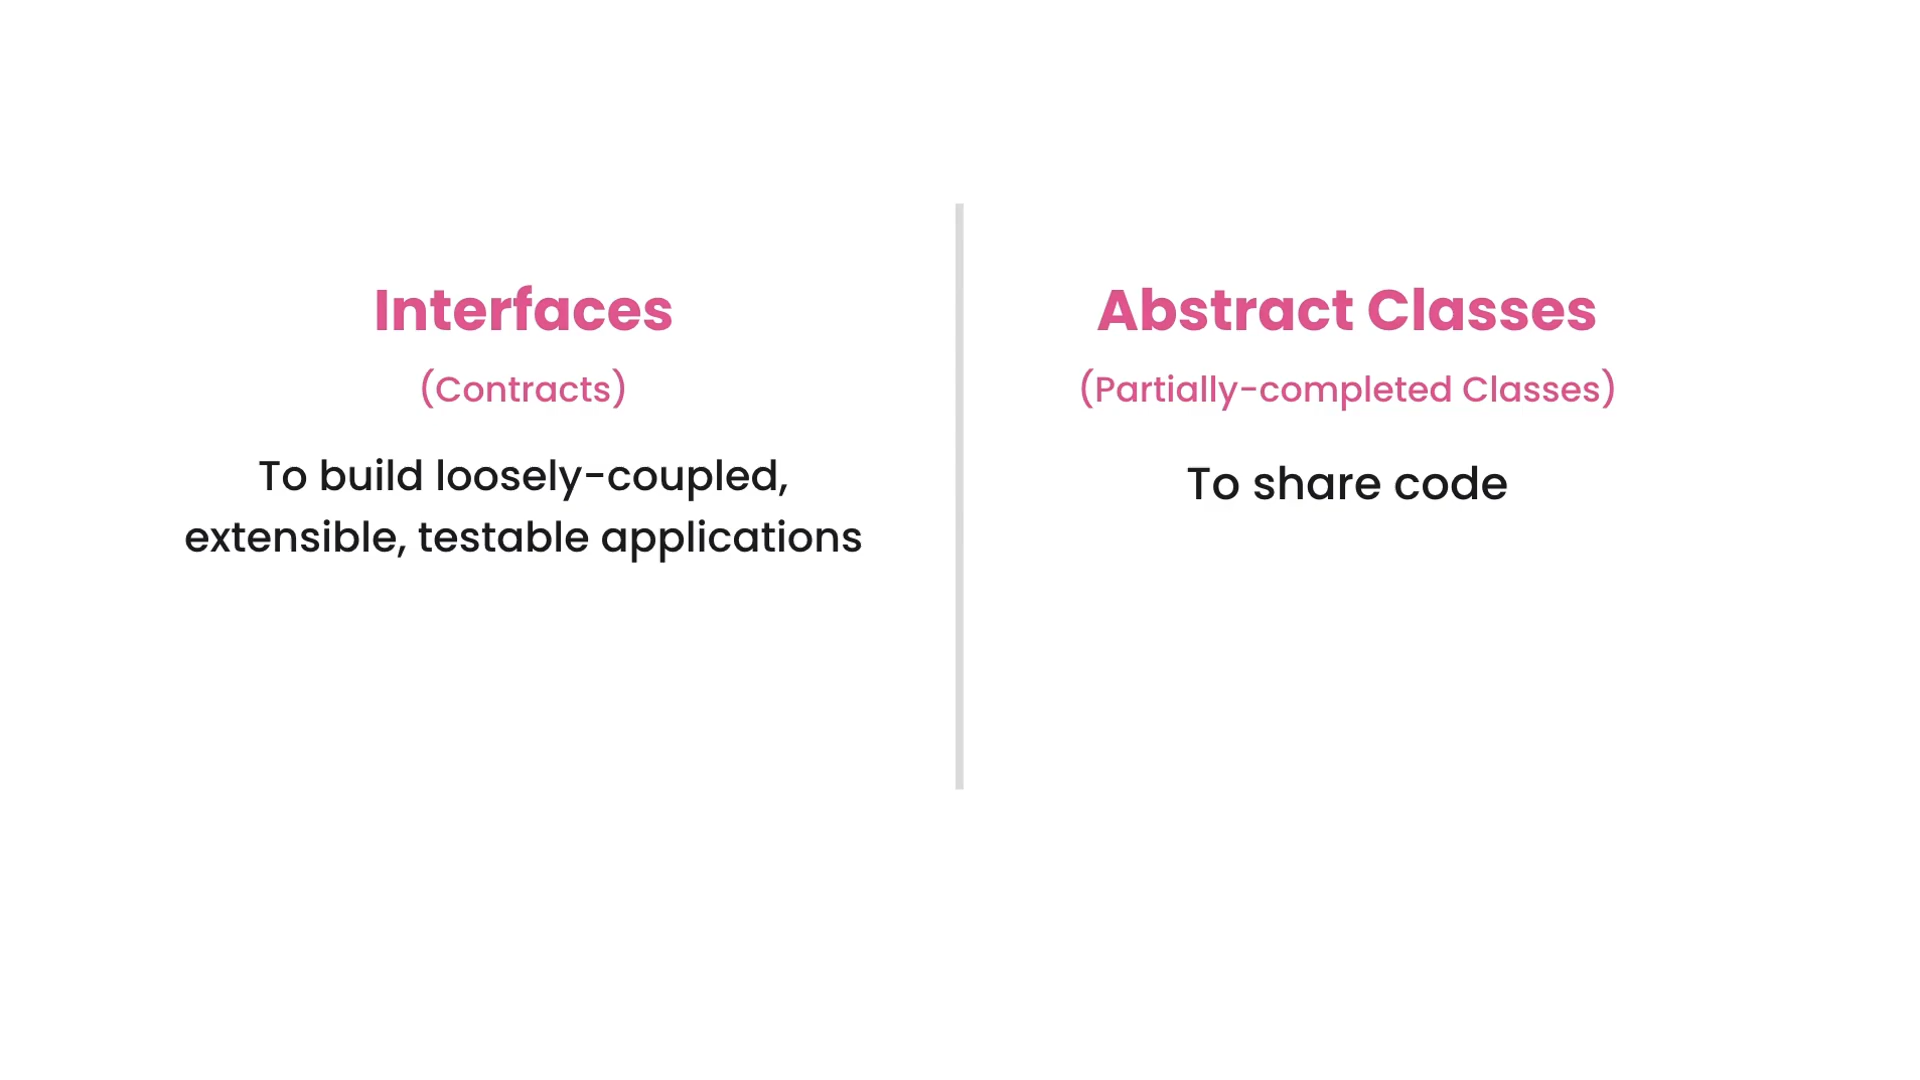 Interfaces
(Contracts)
To build loosely-coupled,
extensible, testable applications
Abstract Classes
(Partially-completed Classes)
To share code